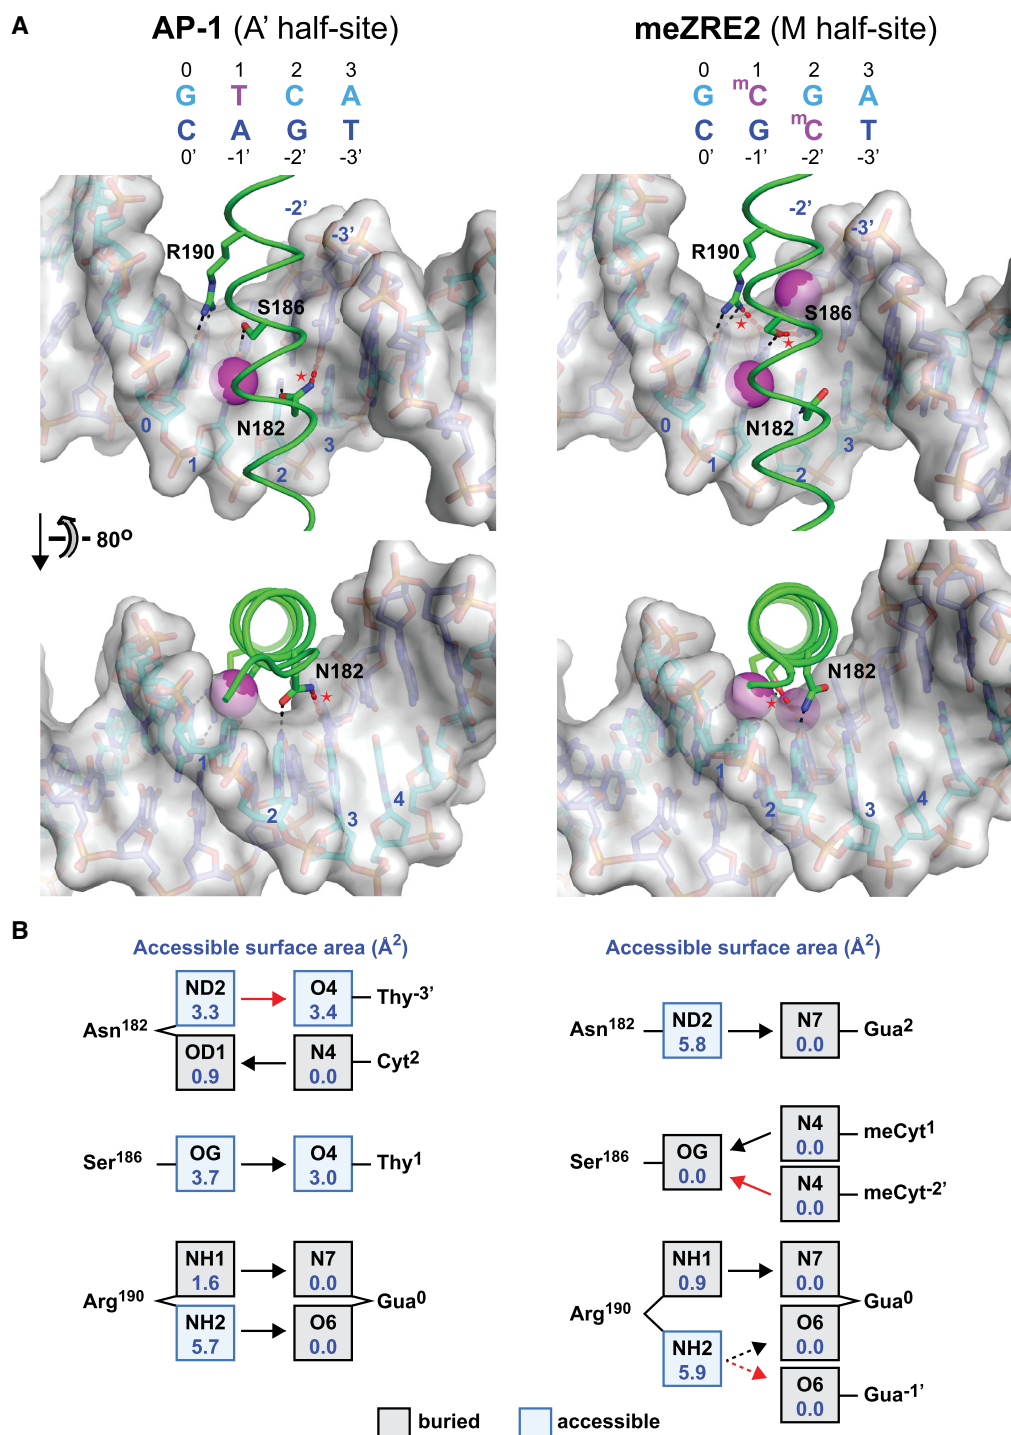 A
AP-1 (A' half-site)
0 1 2 3
G T C A
C A G T
0' -1' -2' -3'
meZRE2 (M half-site)
0 1 2 3
G mC G A
C G mC T
0' -1' -2' -3'
-2'
-3'
R190
S186
N182
0
1
2
3
-2'
-3'
R190
S186
N182
0
1
2
3
80o
N182
1
2
3
4
N182
1
2
3
4
B
Accessible surface area (Å2)
ND2 O4
3.3 3.4
Thy-3'
Asn182
OD1 N4
0.9 0.0
Cyt2
Ser186
OG O4
3.7 3.0
Thy1
NH1 N7
1.6 0.0
Arg190
Gua0
NH2 O6
5.7 0.0
Accessible surface area (Å2)
Asn182
ND2 N7
5.8 0.0
Gua2
N4
0.0
meCyt1
Ser186
OG
0.0
N4
0.0
meCyt-2'
NH1 N7
0.9 0.0
Arg190
Gua0
O6
0.0
NH2
5.9
O6
0.0
Gua-1'
buried
accessible